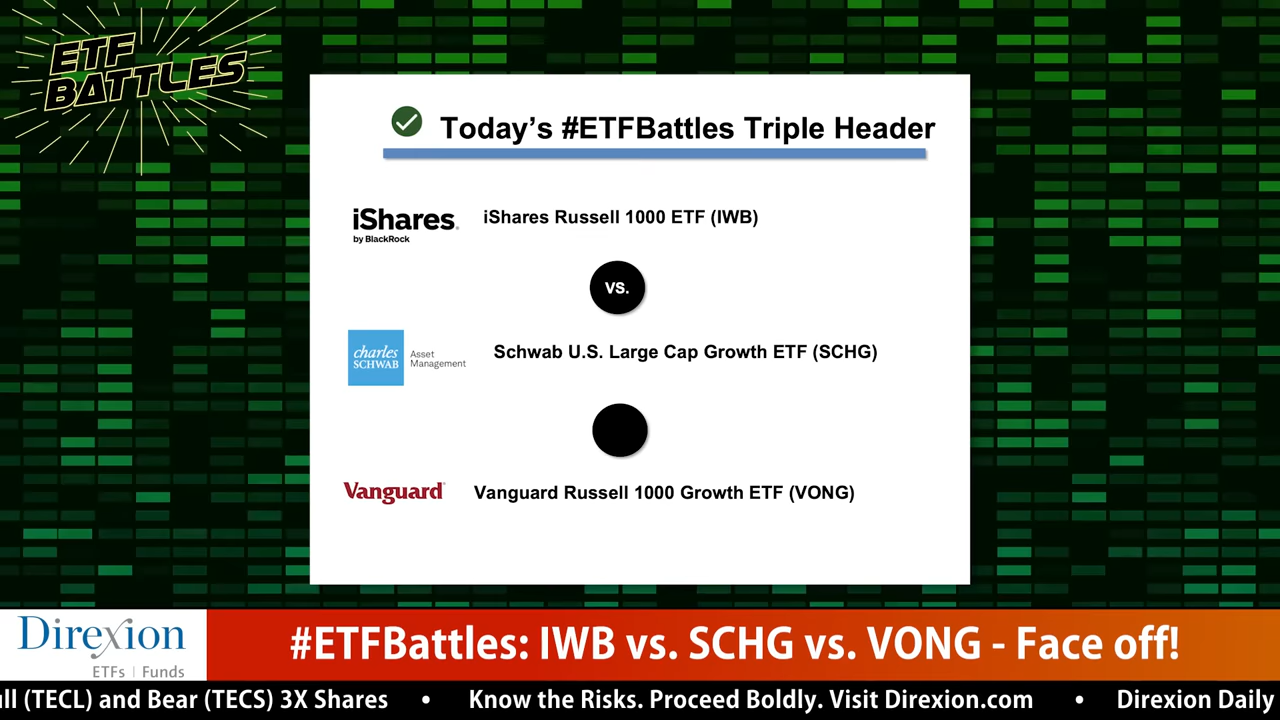 ETF
BATTLES
Today's #ETFBattles Triple Header
iShares®
by BlackRock
iShares Russell 1000 ETF (IWB)
VS.
charles
SCHWAB
Asset
Management
Schwab U.S. Large Cap Growth ETF (SCHG)
Vanguard
Vanguard Russell 1000 Growth ETF (VONG)
Direxion
ETFs | Funds
#ETFBattles: IWB vs. SCHG vs. VONG - Face off!
ull (TECL) and Bear (TECS) 3X Shares • Know the Risks. Proceed Boldly. Visit Direxion.com • Direxion Daily